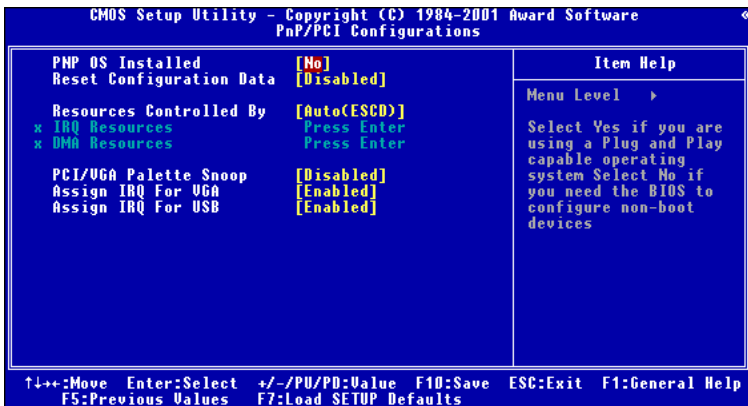 CMOS Setup Utility - Copyright (C) 1984-2001 Award Software
PnP/PCI Configurations
PNP OS Installed [No]
Reset Configuration Data [Disabled]
Resources Controlled By [Auto(ESCD)]
x IRQ Resources Press Enter
x DMA Resources Press Enter
PCI/VGA Palette Snoop [Disabled]
Assign IRQ For VGA [Enabled]
Assign IRQ For USB [Enabled]
Item Help
Menu Level ▸
Select Yes if you are
using a Plug and Play
capable operating
system Select No if
you need the BIOS to
configure non-boot
devices
↑↓→←:Move Enter:Select +/-/PU/PD:Value F10:Save ESC:Exit F1:General Help
F5:Previous Values F7:Load SETUP Defaults